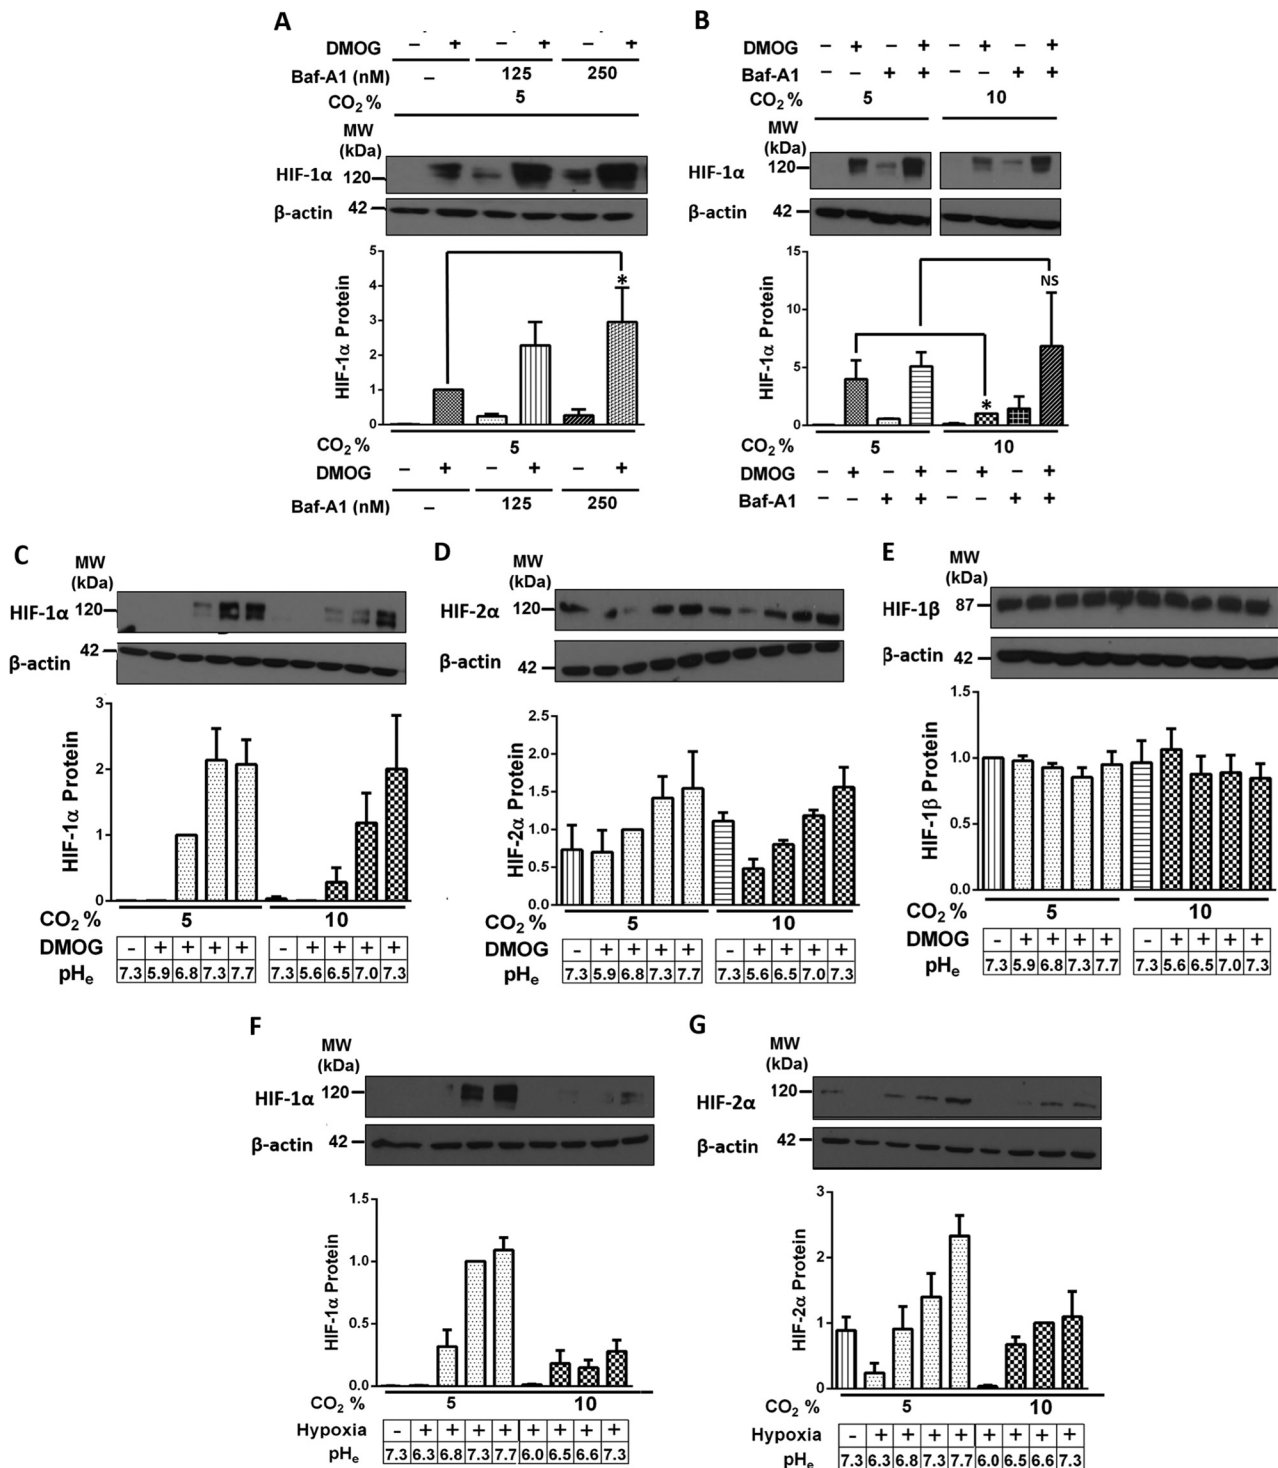 A
DMOG – + – + – +
Baf-A1 (nM) – 125 250
CO2 % 5
MW
(kDa)
HIF-1α 120
β-actin 42
HIF-1α Protein
5
4
3
2
1
0
*
CO2 % 5
DMOG – + – + – +
Baf-A1 (nM) – 125 250
B
DMOG – + – + – + – +
Baf-A1 – – + + – – + +
CO2 % 5 10
MW
(kDa)
HIF-1α 120
β-actin 42
HIF-1α Protein
15
10
5
0
*
NS
CO2 % 5 10
DMOG – + – + – + – +
Baf-A1 – – + + – – + +
C
MW
(kDa)
HIF-1α 120
β-actin 42
HIF-1α Protein
3
2
1
0
CO2 % 5 10
DMOG - + + + + - + + + +
pHe 7.3 5.9 6.8 7.3 7.7 7.3 5.6 6.5 7.0 7.3
D
MW
(kDa)
HIF-2α 120
β-actin 42
HIF-2α Protein
2.5
2.0
1.5
1.0
0.5
0.0
CO2 % 5 10
DMOG - + + + + - + + + +
pHe 7.3 5.9 6.8 7.3 7.7 7.3 5.6 6.5 7.0 7.3
E
MW
(kDa)
HIF-1β 87
β-actin 42
HIF-1β Protein
1.5
1.0
0.5
0.0
CO2 % 5 10
DMOG - + + + + - + + + +
pHe 7.3 5.9 6.8 7.3 7.7 7.3 5.6 6.5 7.0 7.3
F
MW
(kDa)
HIF-1α 120
β-actin 42
HIF-1α Protein
1.5
1.0
0.5
0.0
CO2 % 5 10
Hypoxia - + + + + + + + +
pHe 7.3 6.3 6.8 7.3 7.7 6.0 6.5 6.6 7.3
G
MW
(kDa)
HIF-2α 120
β-actin 42
HIF-2α Protein
3
2
1
0
CO2 % 5 10
Hypoxia - + + + + + + + +
pHe 7.3 6.3 6.8 7.3 7.7 6.0 6.5 6.6 7.3